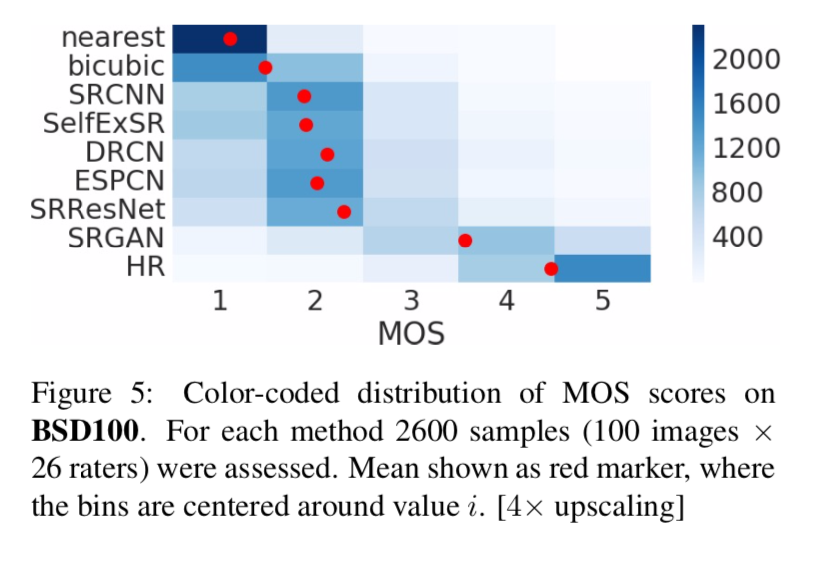 nearest
bicubic
SRCNN
SelfExSR
DRCN
ESPCN
SRResNet
SRGAN
HR
1 2 3 4 5
MOS
2000
1600
1200
800
400
Figure 5: Color-coded distribution of MOS scores on
BSD100. For each method 2600 samples (100 images ×
26 raters) were assessed. Mean shown as red marker, where
the bins are centered around value i. [4× upscaling]